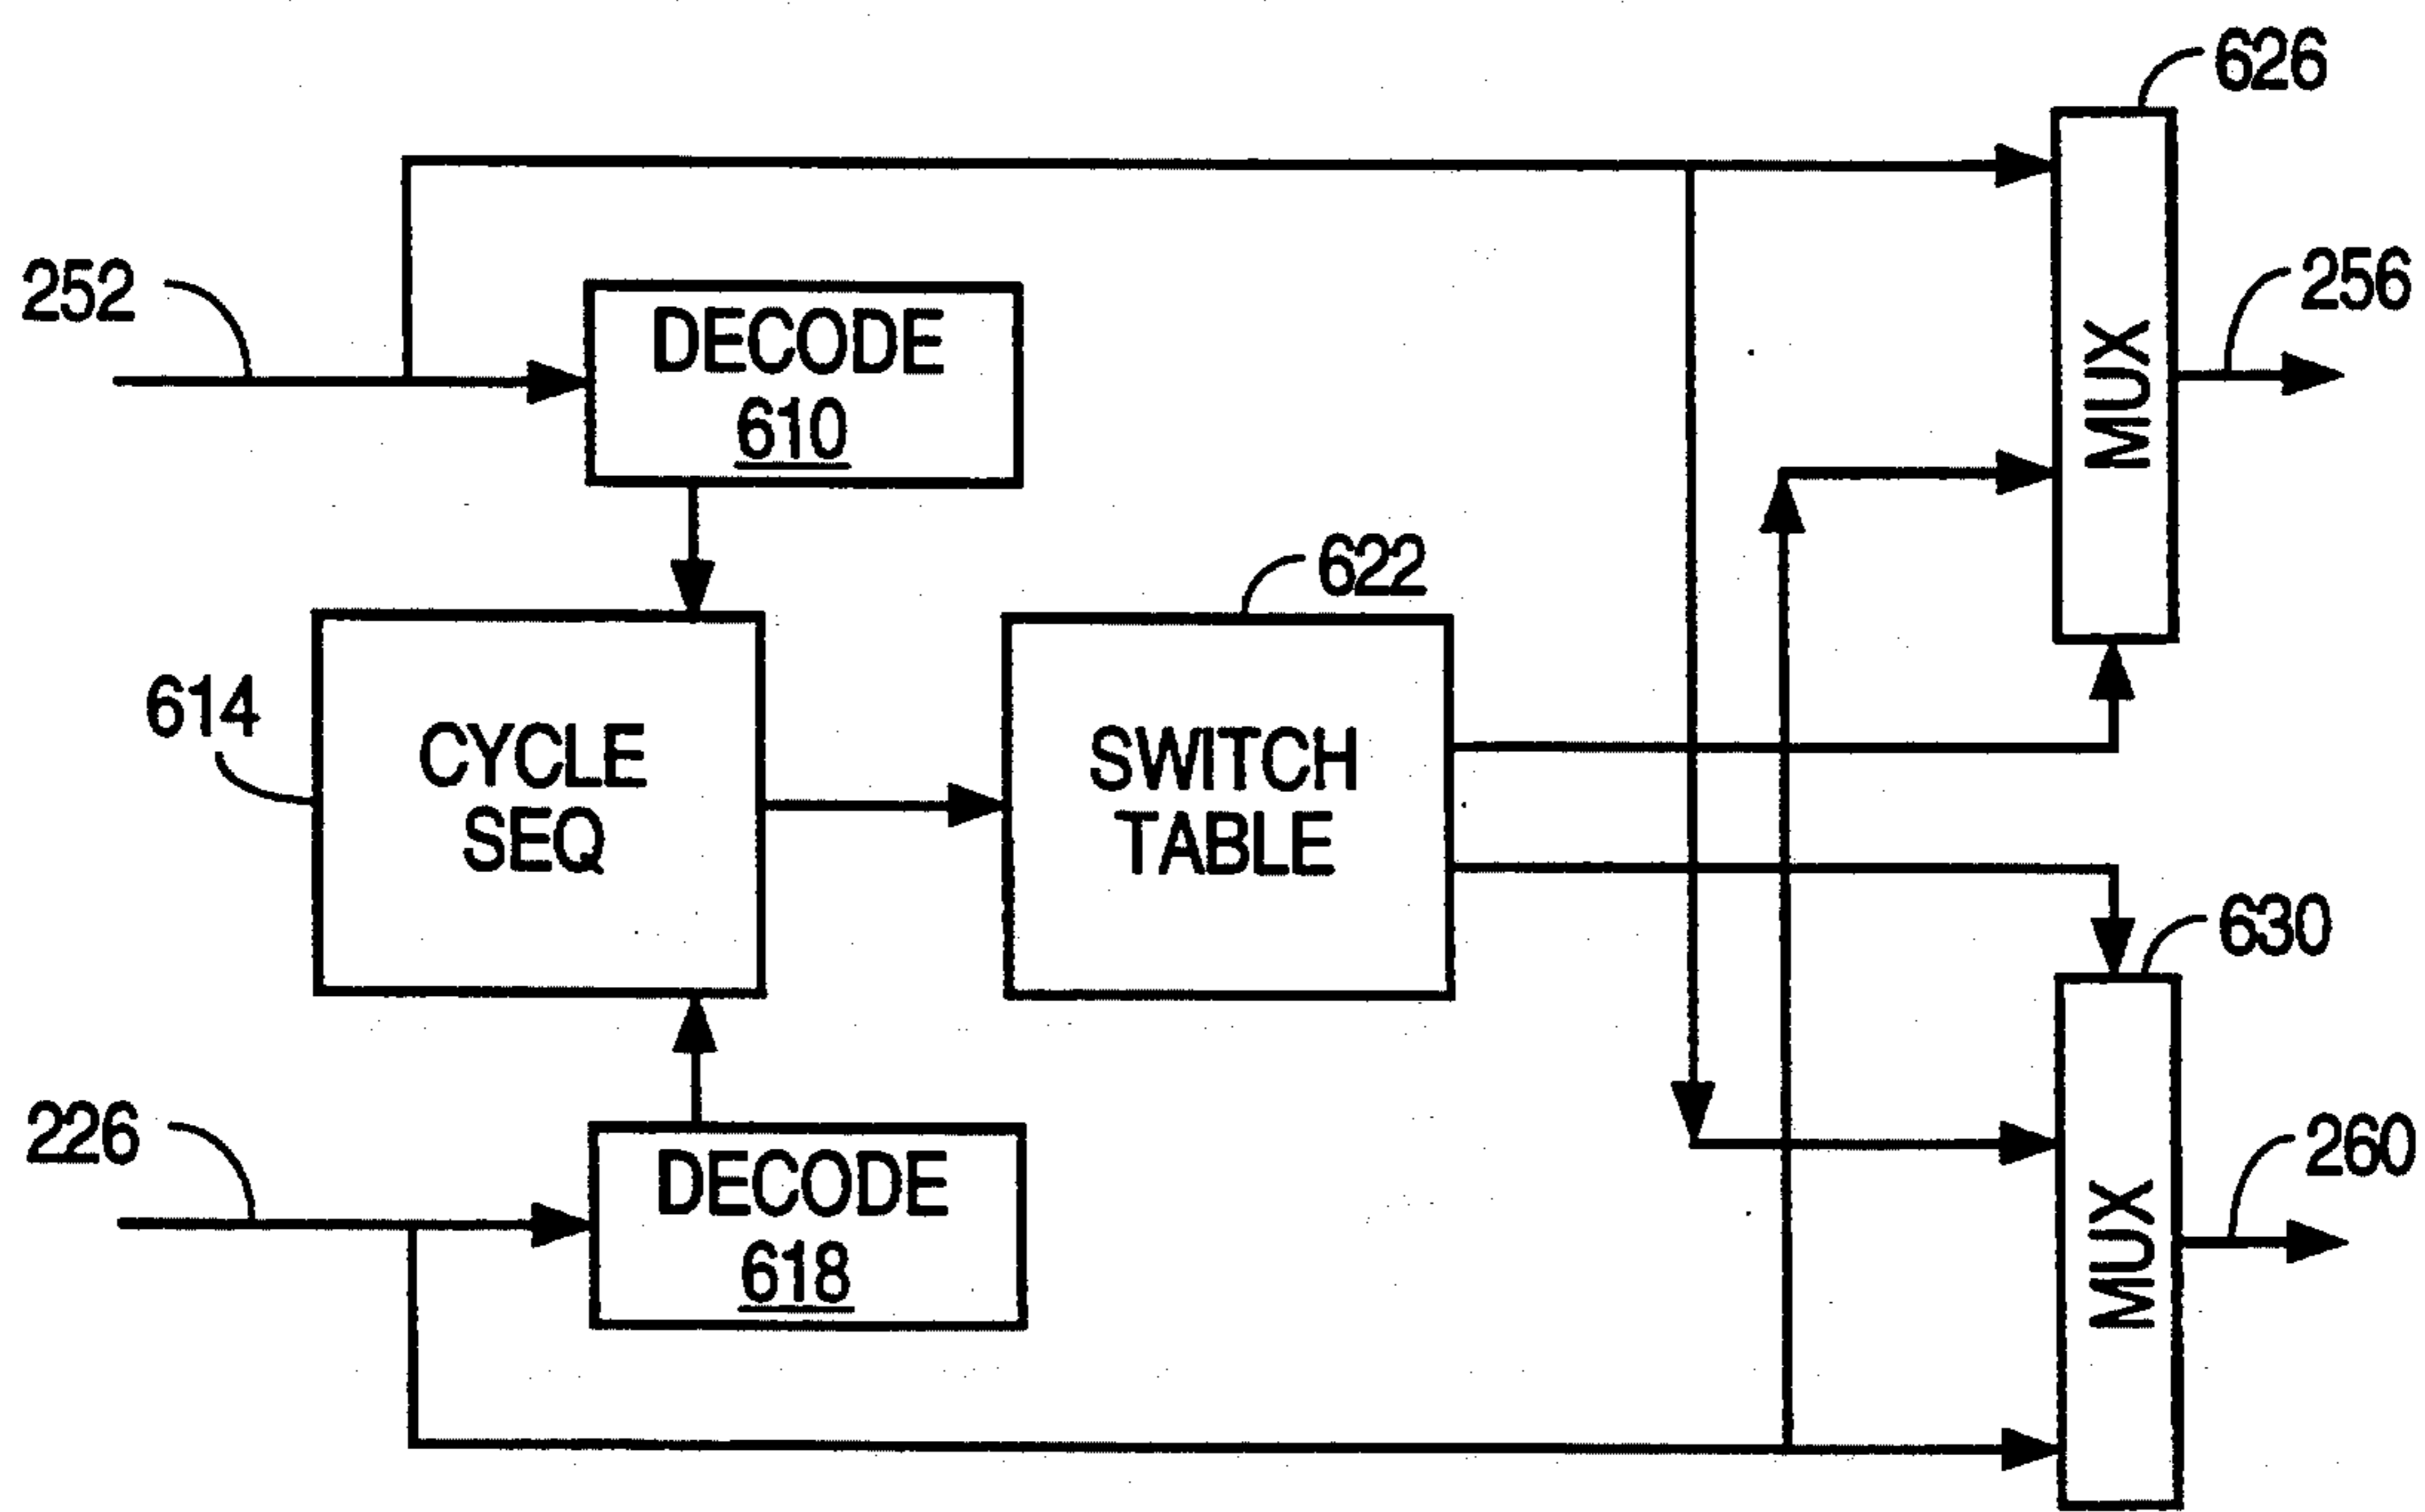 626
252
256
DECODE
610
MUX
622
614
CYCLE
SEQ
SWITCH
TABLE
630
226
DECODE
618
260
MUX